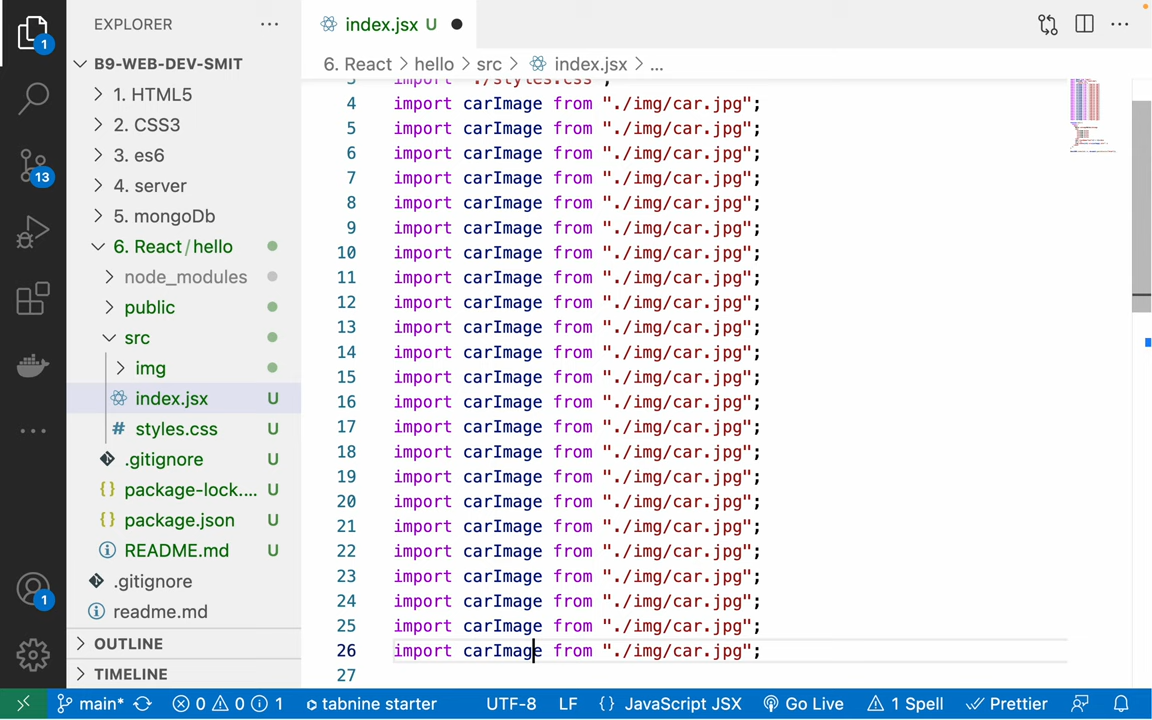 EXPLORER
index.jsx U
1
B9-WEB-DEV-SMIT
6. React > hello > src > index.jsx > ...
1. HTML5
2. CSS3
3. es6
13
4. server
5. mongoDb
6. React/hello
node_modules
public
src
img
index.jsx U
styles.css U
.gitignore U
package-lock.... U
package.json U
README.md U
.gitignore
readme.md
1
OUTLINE
TIMELINE
3 import "./styles.css";
4 import carImage from "./img/car.jpg";
5 import carImage from "./img/car.jpg";
6 import carImage from "./img/car.jpg";
7 import carImage from "./img/car.jpg";
8 import carImage from "./img/car.jpg";
9 import carImage from "./img/car.jpg";
10 import carImage from "./img/car.jpg";
11 import carImage from "./img/car.jpg";
12 import carImage from "./img/car.jpg";
13 import carImage from "./img/car.jpg";
14 import carImage from "./img/car.jpg";
15 import carImage from "./img/car.jpg";
16 import carImage from "./img/car.jpg";
17 import carImage from "./img/car.jpg";
18 import carImage from "./img/car.jpg";
19 import carImage from "./img/car.jpg";
20 import carImage from "./img/car.jpg";
21 import carImage from "./img/car.jpg";
22 import carImage from "./img/car.jpg";
23 import carImage from "./img/car.jpg";
24 import carImage from "./img/car.jpg";
25 import carImage from "./img/car.jpg";
26 import carImage from "./img/car.jpg";
27
main* 0 0 1 tabnine starter UTF-8 LF {} JavaScript JSX Go Live 1 Spell Prettier